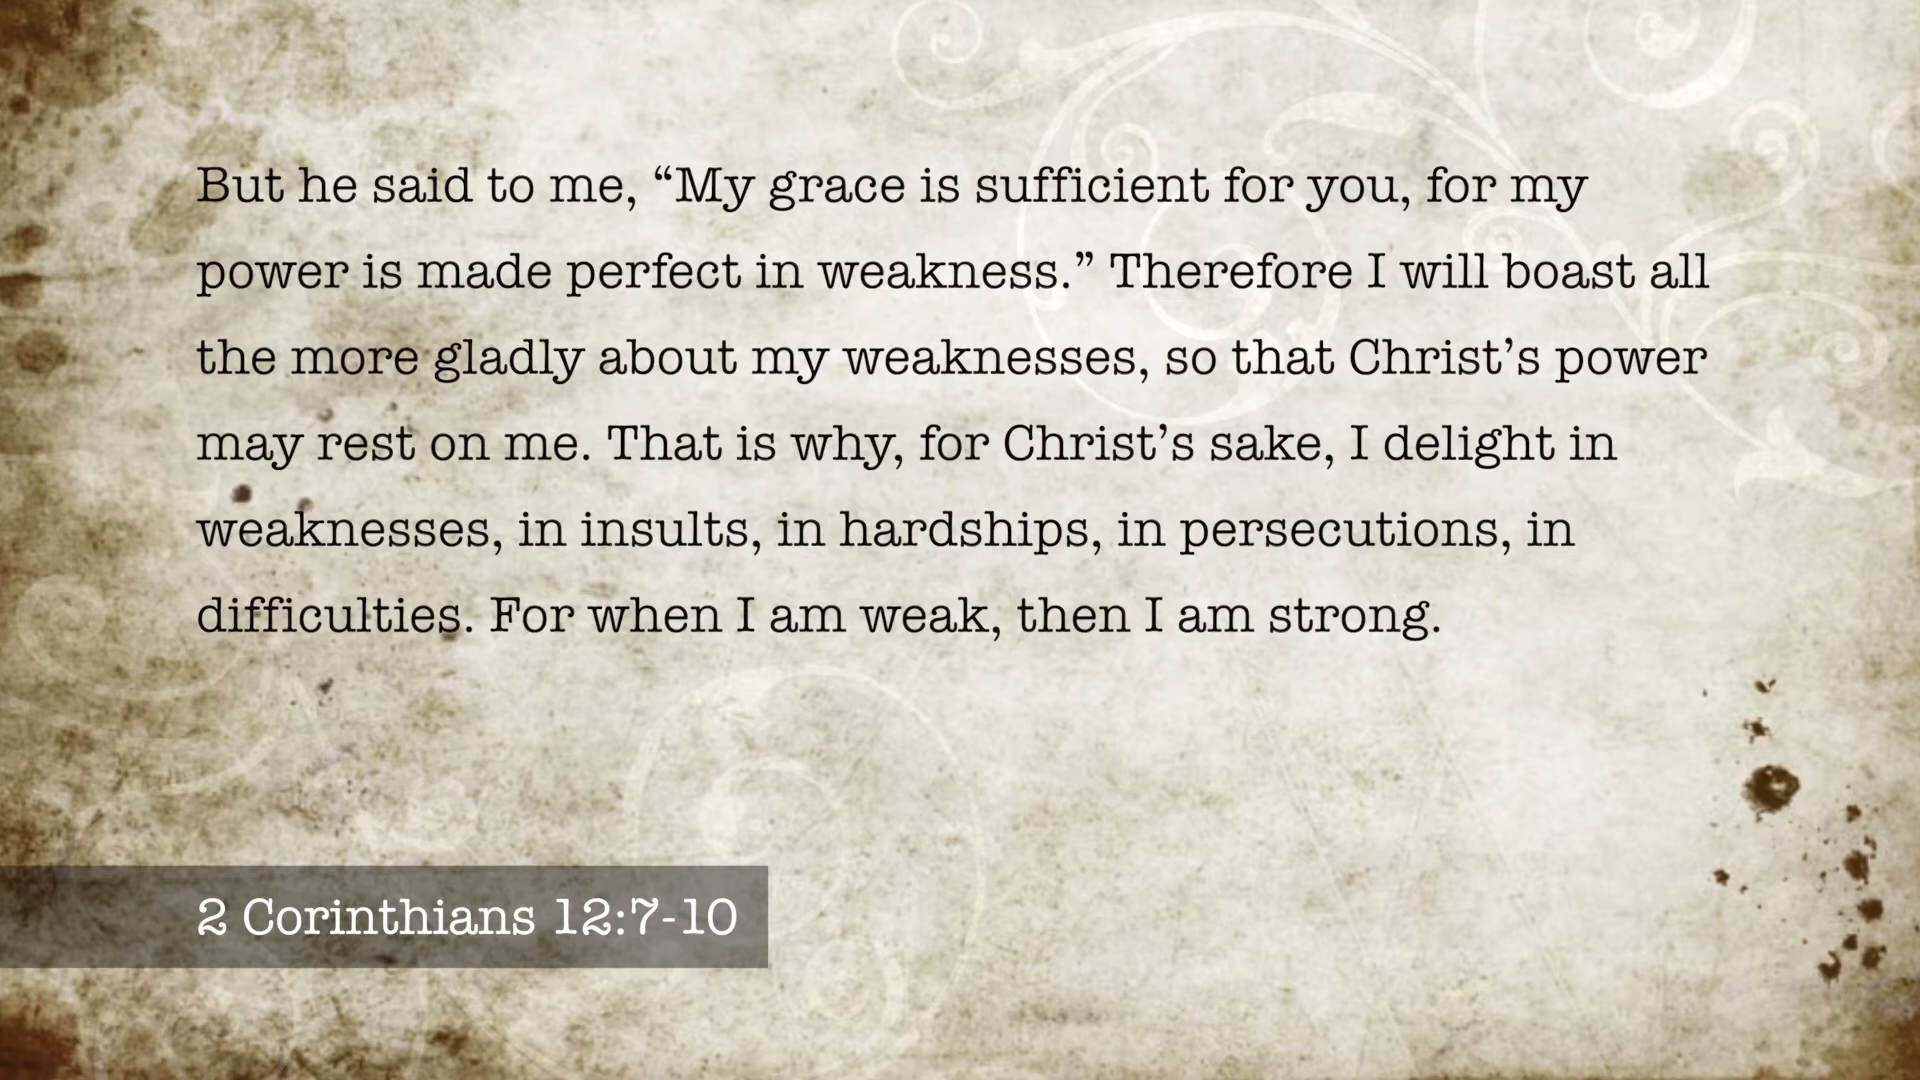 But he said to me, “My grace is sufficient for you, for my
power is made perfect in weakness.” Therefore I will boast all
the more gladly about my weaknesses, so that Christ’s power
may rest on me. That is why, for Christ’s sake, I delight in
weaknesses, in insults, in hardships, in persecutions, in
difficulties. For when I am weak, then I am strong.
2 Corinthians 12:7-10